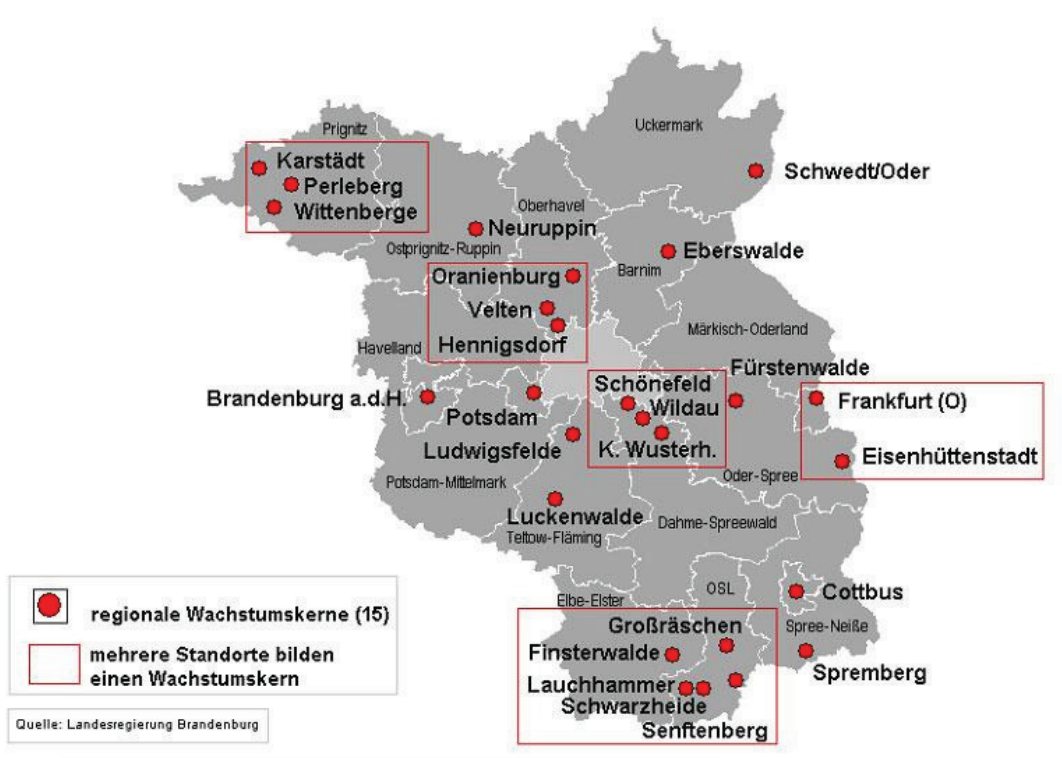 Uckermark
Prignitz
Karstädt
Perleberg
Wittenberge
Schwedt/Oder
Oberhavel
Neuruppin
Ostprignitz-Ruppin
Eberswalde
Barnim
Oranienburg
Velten
Hennigsdorf
Märkisch-Oderland
Havelland
Fürstenwalde
Schönefeld
Wildau
K. Wusterh.
Brandenburg a.d.H.
Potsdam
Frankfurt (O)
Ludwigsfelde
Eisenhüttenstadt
Oder-Spree
Potsdam-Mittelmark
Luckenwalde
Teltow-Fläming
Dahme-Spreewald
OSL
Cottbus
Elbe-Elster
Großräschen
Spree-Neiße
Finsterwalde
Spremberg
Lauchhammer
Schwarzheide
Senftenberg
regionale Wachstumskerne (15)
mehrere Standorte bilden
einen Wachstumskern
Quelle: Landesregierung Brandenburg